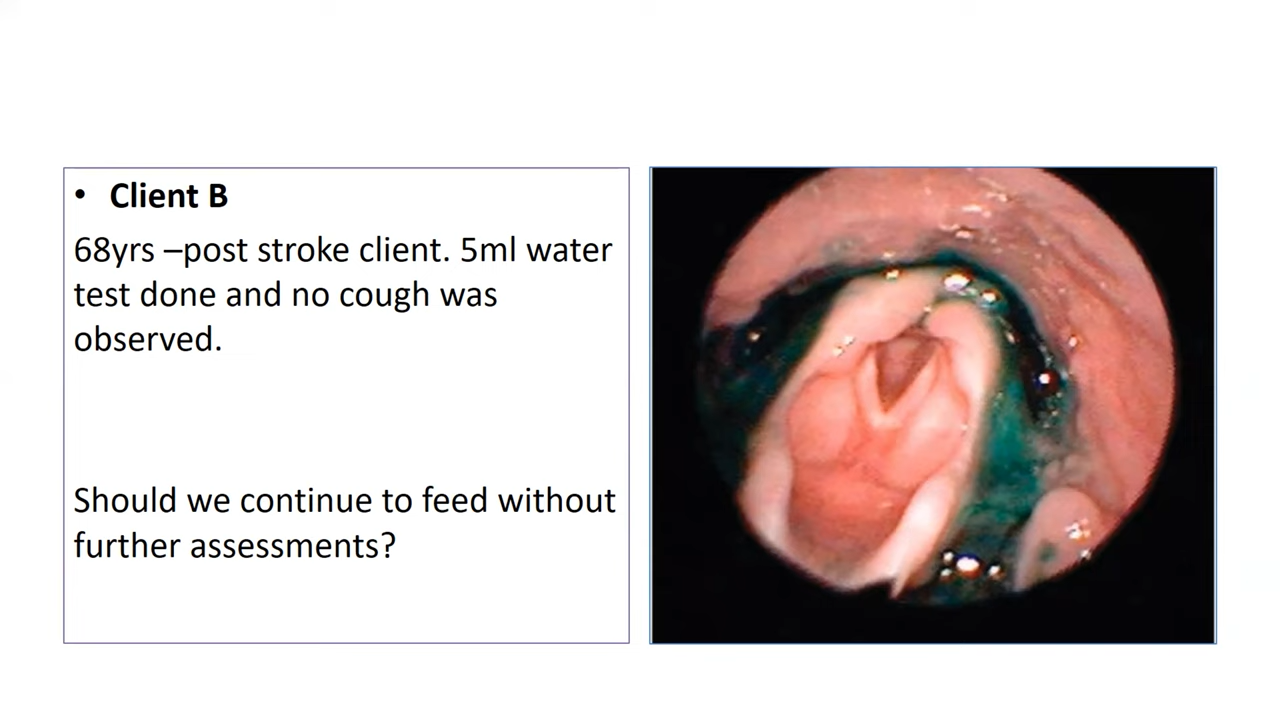 • Client B
68yrs –post stroke client. 5ml water
test done and no cough was
observed.
Should we continue to feed without
further assessments?